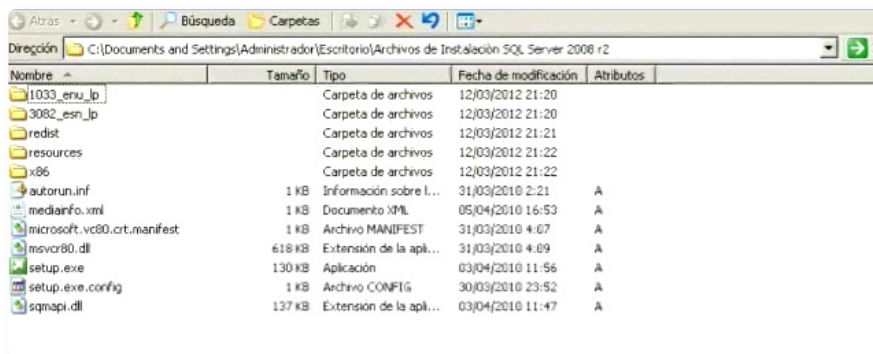 Atrás Búsqueda Carpetas
Dirección C:\Documents and Settings\Administrador\Escritorio\Archivos de Instalación SQL Server 2008 r2
Nombre Tamaño Tipo Fecha de modificación Atributos
1033_enu_lp Carpeta de archivos 12/03/2012 21:20
3082_esn_lp Carpeta de archivos 12/03/2012 21:20
redist Carpeta de archivos 12/03/2012 21:21
resources Carpeta de archivos 12/03/2012 21:22
x86 Carpeta de archivos 12/03/2012 21:22
autorun.inf 1 KB Información sobre l... 31/03/2010 2:21 A
mediainfo.xml 1 KB Documento XML 05/04/2010 16:53 A
microsoft.vc80.crt.manifest 1 KB Archivo MANIFEST 31/03/2010 4:07 A
msvcr80.dll 618 KB Extensión de la apli... 31/03/2010 4:09 A
setup.exe 130 KB Aplicación 03/04/2010 11:56 A
setup.exe.config 1 KB Archivo CONFIG 30/03/2010 23:52 A
sqmapi.dll 137 KB Extensión de la apli... 03/04/2010 11:47 A